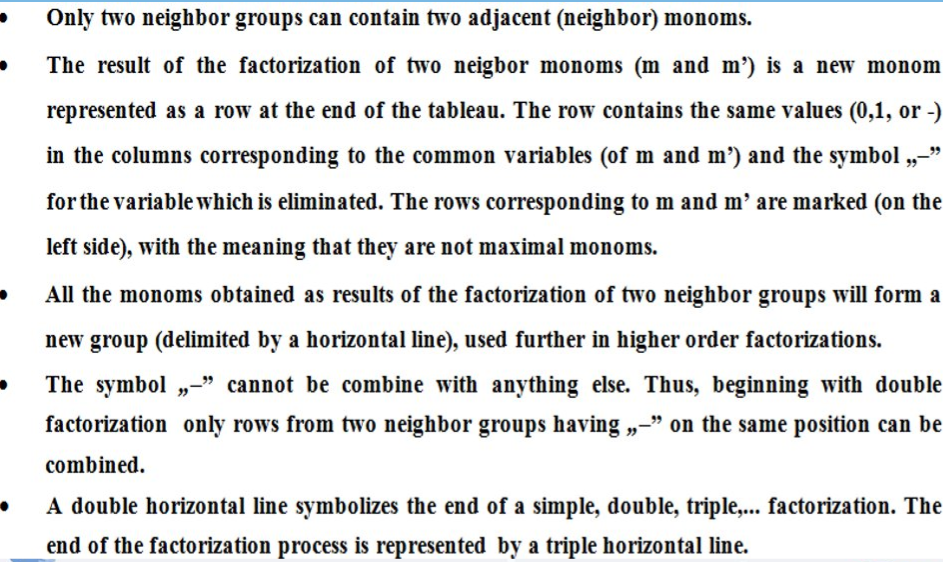 • Only two neighbor groups can contain two adjacent (neighbor) monoms.
• The result of the factorization of two neigbor monoms (m and m’) is a new monom
represented as a row at the end of the tableau. The row contains the same values (0,1, or -)
in the columns corresponding to the common variables (of m and m’) and the symbol „–”
for the variable which is eliminated. The rows corresponding to m and m’ are marked (on the
left side), with the meaning that they are not maximal monoms.
• All the monoms obtained as results of the factorization of two neighbor groups will form a
new group (delimited by a horizontal line), used further in higher order factorizations.
• The symbol „–” cannot be combine with anything else. Thus, beginning with double
factorization only rows from two neighbor groups having „–” on the same position can be
combined.
• A double horizontal line symbolizes the end of a simple, double, triple,... factorization. The
end of the factorization process is represented by a triple horizontal line.